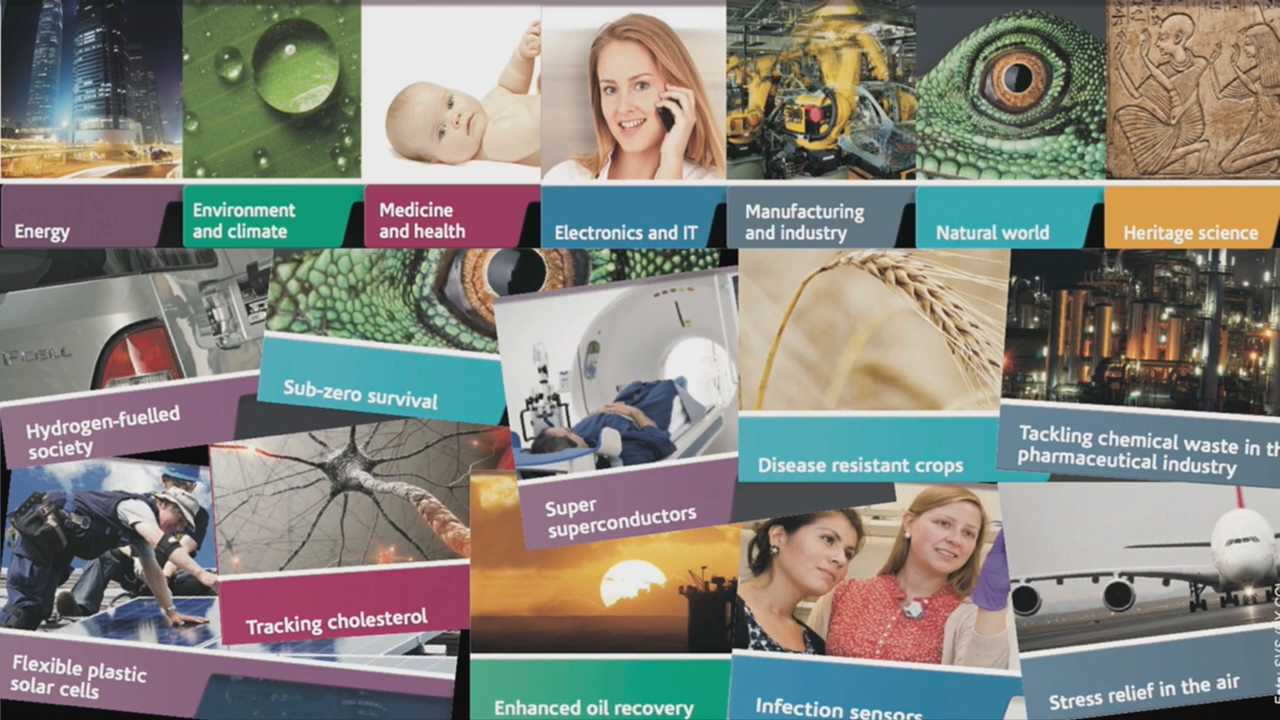 Energy
Environment
and climate
Medicine
and health
Electronics and IT
Manufacturing
and industry
Natural world
Heritage science
Hydrogen-fuelled
society
Sub-zero survival
Super
superconductors
Disease resistant crops
Tackling chemical waste in th
pharmaceutical industry
Flexible plastic
solar cells
Tracking cholesterol
Enhanced oil recovery
Infection sensors
Stress relief in the air